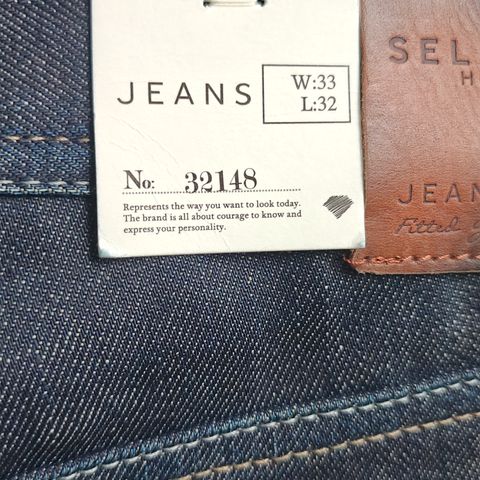 JEANS
W:33
L:32
No: 32148
Represents the way you want to look today.
The brand is all about courage to know and
express your personality.
SEL
H
JEAN
Fitted